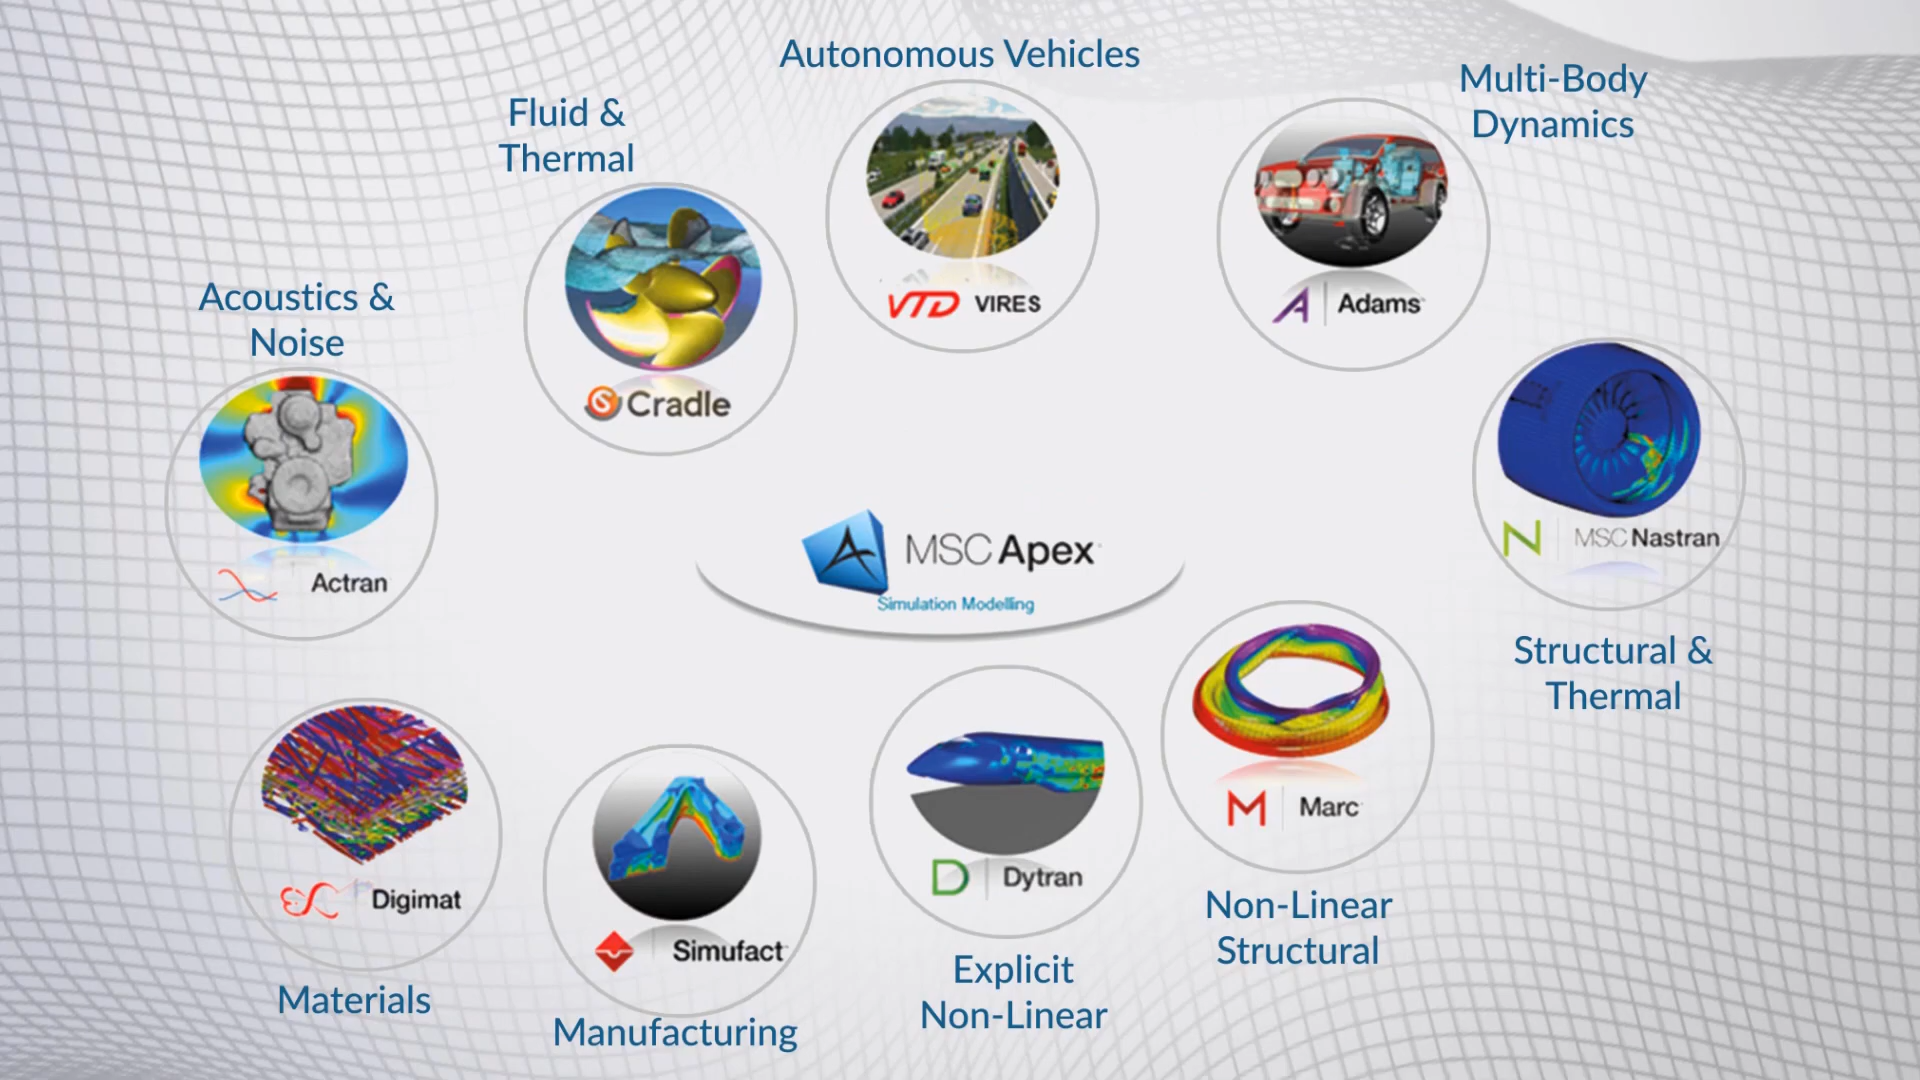 Autonomous Vehicles
VTD VIRES
Multi-Body
Dynamics
A Adams
Fluid &
Thermal
Cradle
Acoustics &
Noise
Actran
MSC Apex
Simulation Modelling
N MSC Nastran
Structural &
Thermal
M Marc
Non-Linear
Structural
D Dytran
Explicit
Non-Linear
Simufact
Manufacturing
Digimat
Materials